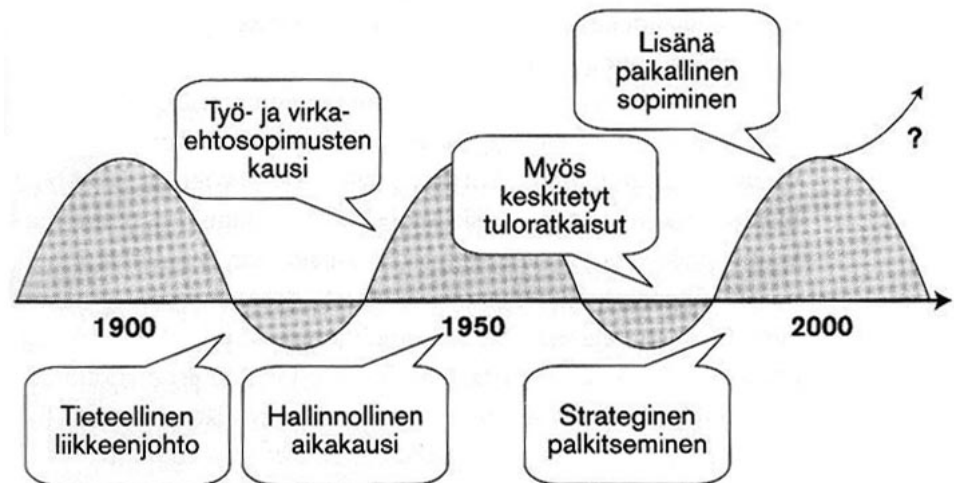 Lisänä
paikallinen
sopiminen
Työ- ja virka-
ehtosopimusten
kausi
?
Myös
keskitetyt
tuloratkaisut
1900
1950
2000
Tieteellinen
liikkeenjohto
Hallinnollinen
aikakausi
Strateginen
palkitseminen